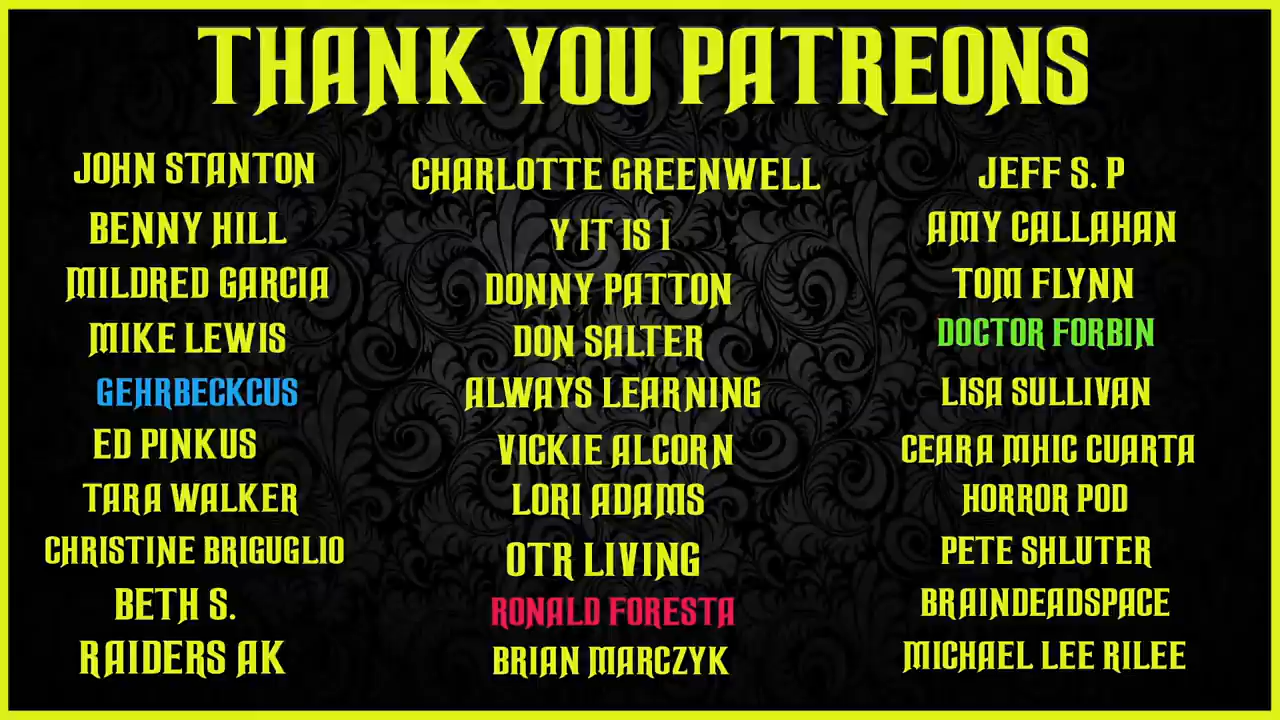 THANK YOU PATREONS
JOHN STANTON
BENNY HILL
MILDRED GARCIA
MIKE LEWIS
GEHRBECKCUS
ED PINKUS
TARA WALKER
CHRISTINE BRIGUGLIO
BETH S.
RAIDERS AK
CHARLOTTE GREENWELL
Y IT IS I
DONNY PATTON
DON SALTER
ALWAYS LEARNING
VICKIE ALCORN
LORI ADAMS
OTR LIVING
RONALD FORESTA
BRIAN MARCZYK
JEFF S. P
AMY CALLAHAN
TOM FLYNN
DOCTOR FORBIN
LISA SULLIVAN
CEARA MHIC CUARTA
HORROR POD
PETE SHLUTER
BRAINDEADSPACE
MICHAEL LEE RILEE